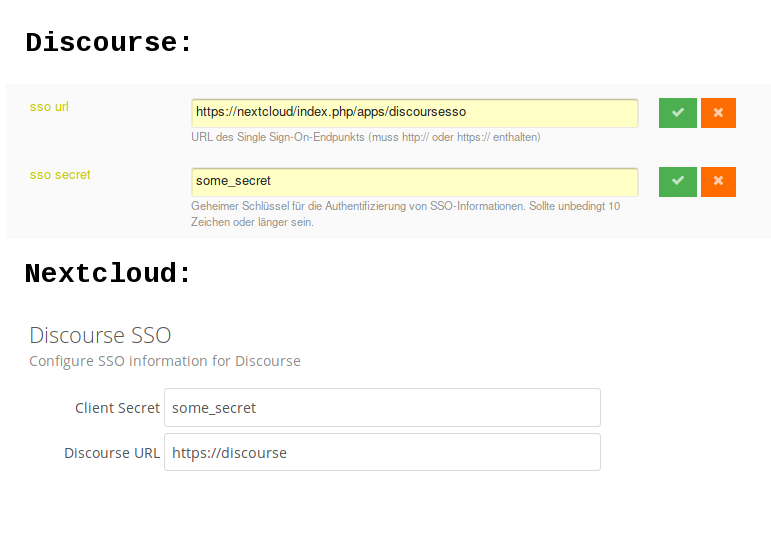 Discourse:
sso url
https://nextcloud/index.php/apps/discoursesso
URL des Single Sign-On-Endpunkts (muss http:// oder https:// enthalten)
sso secret
some_secret
Geheimer Schlüssel für die Authentifizierung von SSO-Informationen. Sollte unbedingt 10
Zeichen oder länger sein.
Nextcloud:
Discourse SSO
Configure SSO information for Discourse
Client Secret some_secret
Discourse URL https://discourse